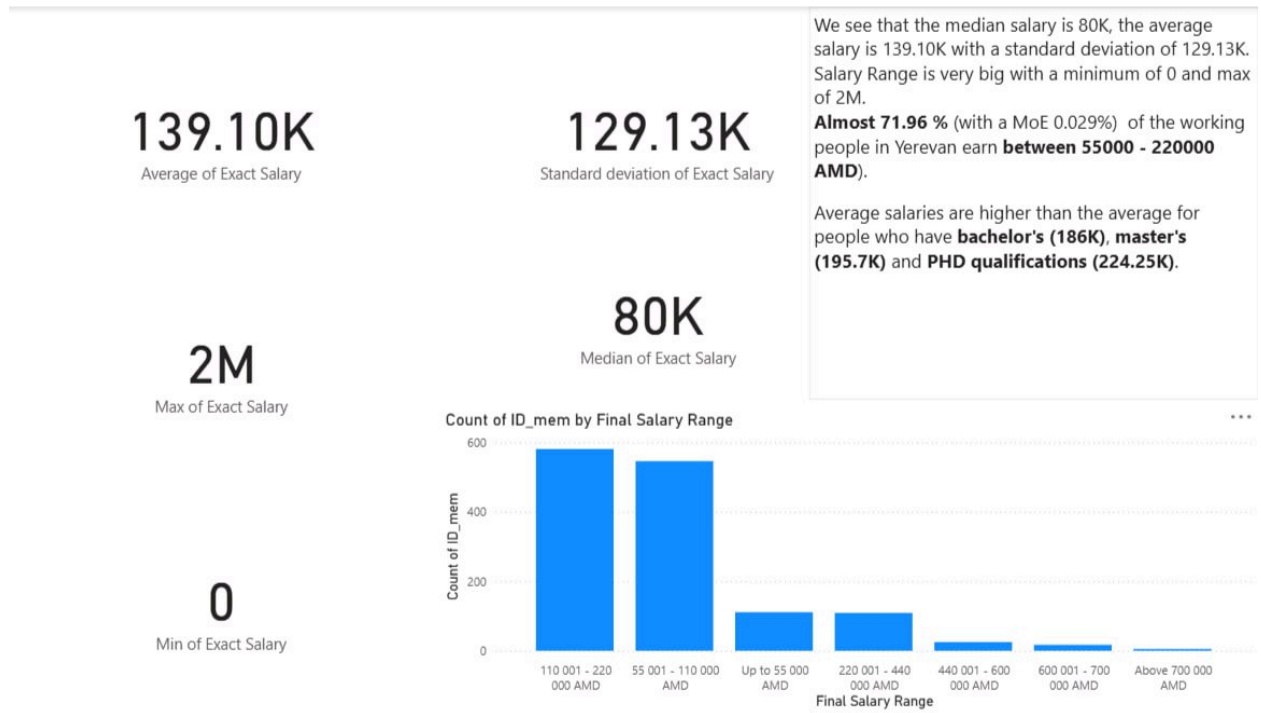 139.10K
Average of Exact Salary
129.13K
Standard deviation of Exact Salary
2M
Max of Exact Salary
80K
Median of Exact Salary
0
Min of Exact Salary
We see that the median salary is 80K, the average
salary is 139.10K with a standard deviation of 129.13K.
Salary Range is very big with a minimum of 0 and max
of 2M.
Almost 71.96 % (with a MoE 0.029%) of the working
people in Yerevan earn between 55000 - 220000
AMD).
Average salaries are higher than the average for
people who have bachelor's (186K), master's
(195.7K) and PHD qualifications (224.25K).
Count of ID_mem by Final Salary Range
Count of ID_mem
600
400
200
0
110 001 - 220
000 AMD
55 001 - 110 000
AMD
Up to 55 000
AMD
220 001 - 440
000 AMD
440 001 - 600
000 AMD
600 001 - 700
000 AMD
Above 700 000
AMD
Final Salary Range